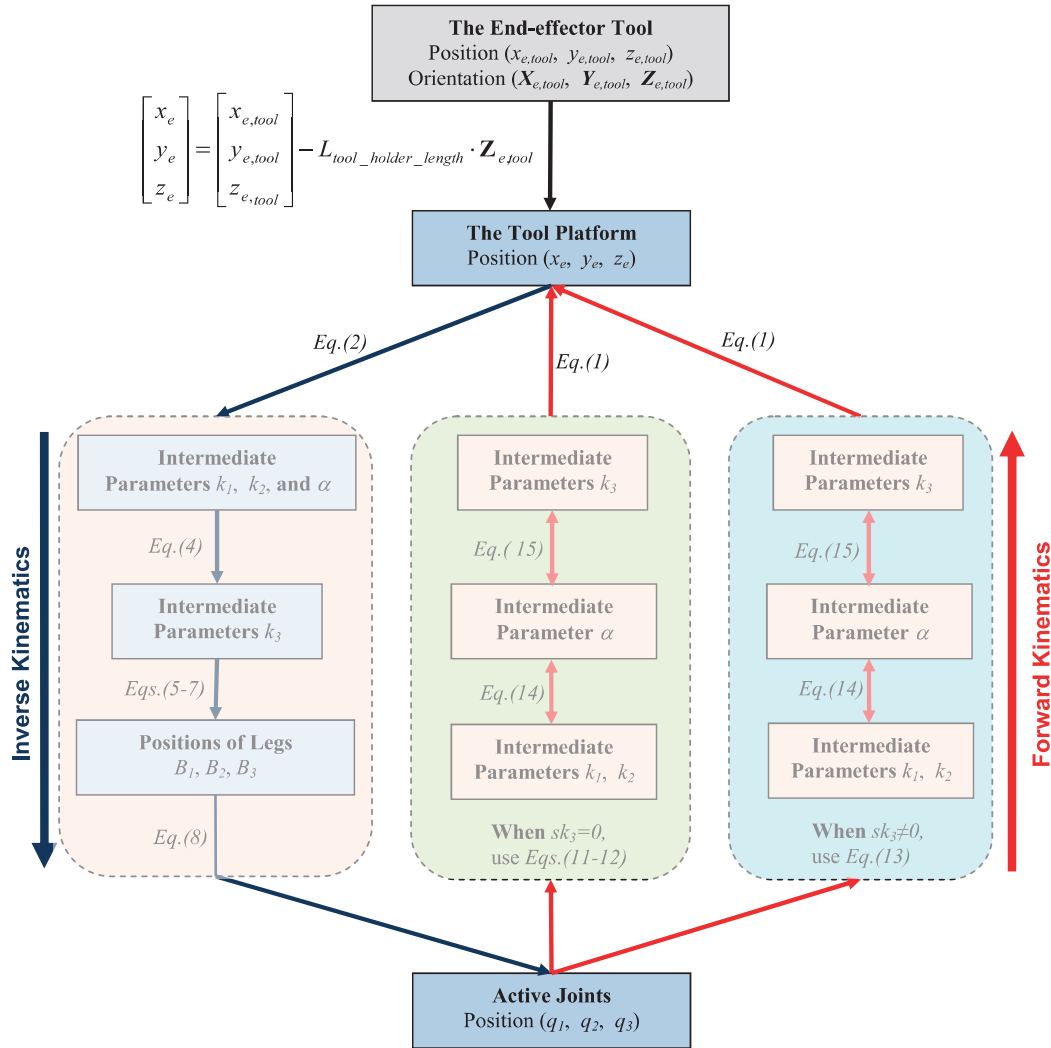 The End-effector Tool
Position (x_{e,tool}, y_{e,tool}, z_{e,tool})
Orientation (X_{e,tool}, Y_{e,tool}, Z_{e,tool})
[x_e y_e z_e] = [x_{e,tool} y_{e,tool} z_{e,tool}] − L_{tool_holder_length} · Z_{e,tool}
The Tool Platform
Position (x_e, y_e, z_e)
Eq.(2)
Eq.(1)
Eq.(1)
Inverse Kinematics
Intermediate
Parameters k_1, k_2, and α
Eq.(4)
Intermediate
Parameters k_3
Eqs.(5-7)
Positions of Legs
B_1, B_2, B_3
Eq.(8)
Intermediate
Parameters k_3
Eq.( 15)
Intermediate
Parameter α
Eq.(14)
Intermediate
Parameters k_1, k_2
When sk_3=0,
use Eqs.(11-12)
Intermediate
Parameters k_3
Eq.(15)
Intermediate
Parameter α
Eq.(14)
Intermediate
Parameters k_1, k_2
When sk_3≠0,
use Eq.(13)
Forward Kinematics
Active Joints
Position (q_1, q_2, q_3)